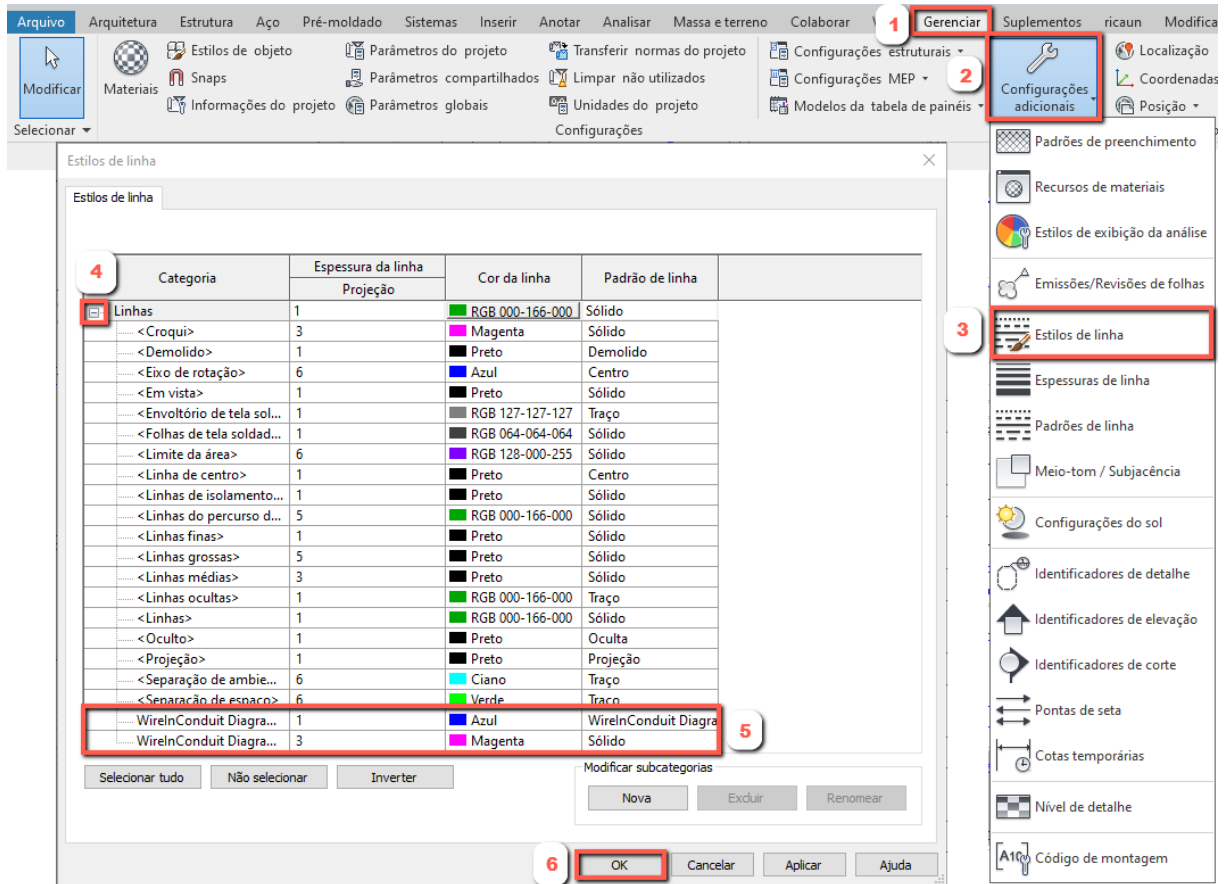 Arquivo Arquitetura Estrutura Aço Pré-moldado Sistemas Inserir Anotar Analisar Massa e terreno Colaborar 1 Gerenciar Suplementos ricaun Modifica
Modificar
Selecionar
Materiais
Estilos de objeto
Snaps
Informações do projeto
Parâmetros do projeto
Parâmetros compartilhados
Parâmetros globais
Transferir normas do projeto
Limpar não utilizados
Unidades do projeto
Configurações
Configurações estruturais
Configurações MEP
Modelos da tabela de painéis
2
Configurações
adicionais
Localização
Coordenadas
Posição
Estilos de linha
Estilos de linha
4
Categoria Espessura da linha Cor da linha Padrão de linha
Projeção
Linhas 1 RGB 000-166-000 Sólido
<Croqui> 3 Magenta Sólido
<Demolido> 1 Preto Demolido
<Eixo de rotação> 6 Azul Centro
<Em vista> 1 Preto Sólido
<Envoltório de tela sol... 1 RGB 127-127-127 Traço
<Folhas de tela soldad... 1 RGB 064-064-064 Sólido
<Limite da área> 6 RGB 128-000-255 Sólido
<Linha de centro> 1 Preto Centro
<Linhas de isolamento... 1 Preto Sólido
<Linhas do percurso d... 5 RGB 000-166-000 Sólido
<Linhas finas> 1 Preto Sólido
<Linhas grossas> 5 Preto Sólido
<Linhas médias> 3 Preto Sólido
<Linhas ocultas> 1 RGB 000-166-000 Traço
<Linhas> 1 RGB 000-166-000 Sólido
<Oculto> 1 Preto Oculta
<Projeção> 1 Preto Projeção
<Separação de ambie... 6 Ciano Traço
<Separação de espaço> 6 Verde Traço
WireInConduit Diagra... 1 Azul WireInConduit Diagra
WireInConduit Diagra... 3 Magenta Sólido
5
Selecionar tudo Não selecionar Inverter
Modificar subcategorias
Nova Excluir Renomear
6 OK Cancelar Aplicar Ajuda
Padrões de preenchimento
Recursos de materiais
Estilos de exibição da análise
Emissões/Revisões de folhas
3
Estilos de linha
Espessuras de linha
Padrões de linha
Meio-tom / Subjacência
Configurações do sol
Identificadores de detalhe
Identificadores de elevação
Identificadores de corte
Pontas de seta
Cotas temporárias
Nível de detalhe
Código de montagem